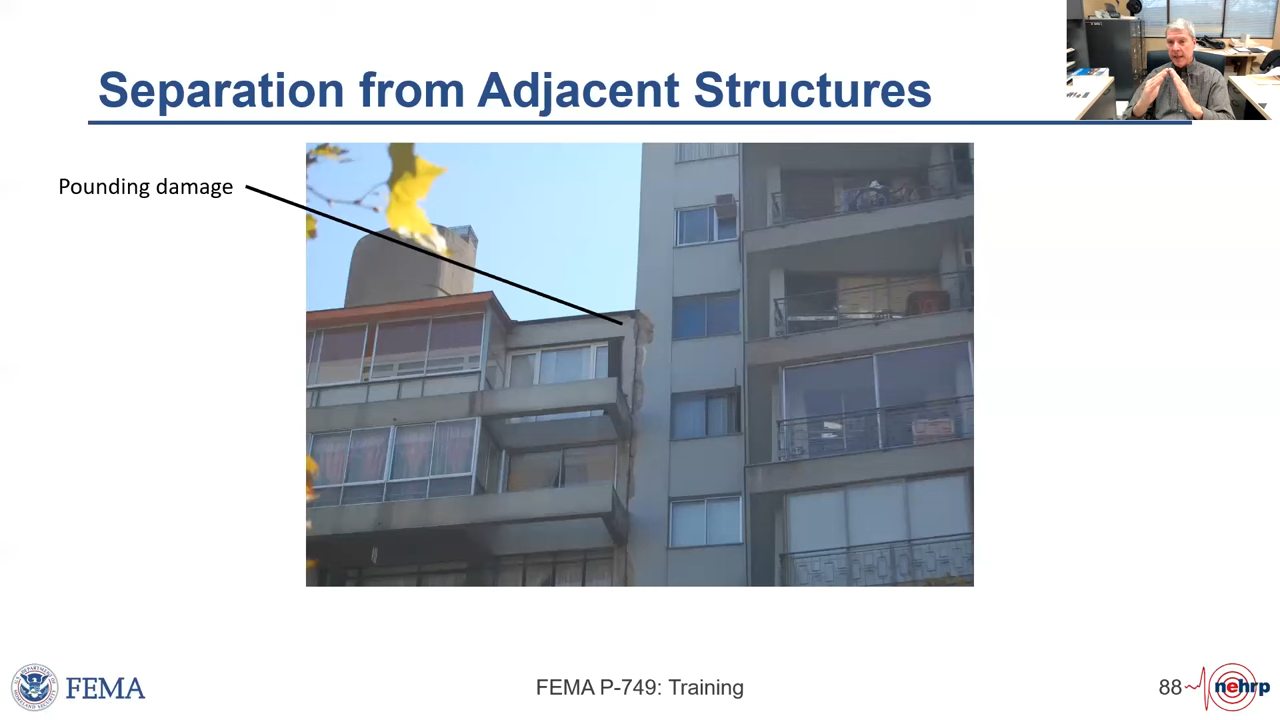 Separation from Adjacent Structures
Pounding damage
FEMA
FEMA P-749: Training
88
nehrp